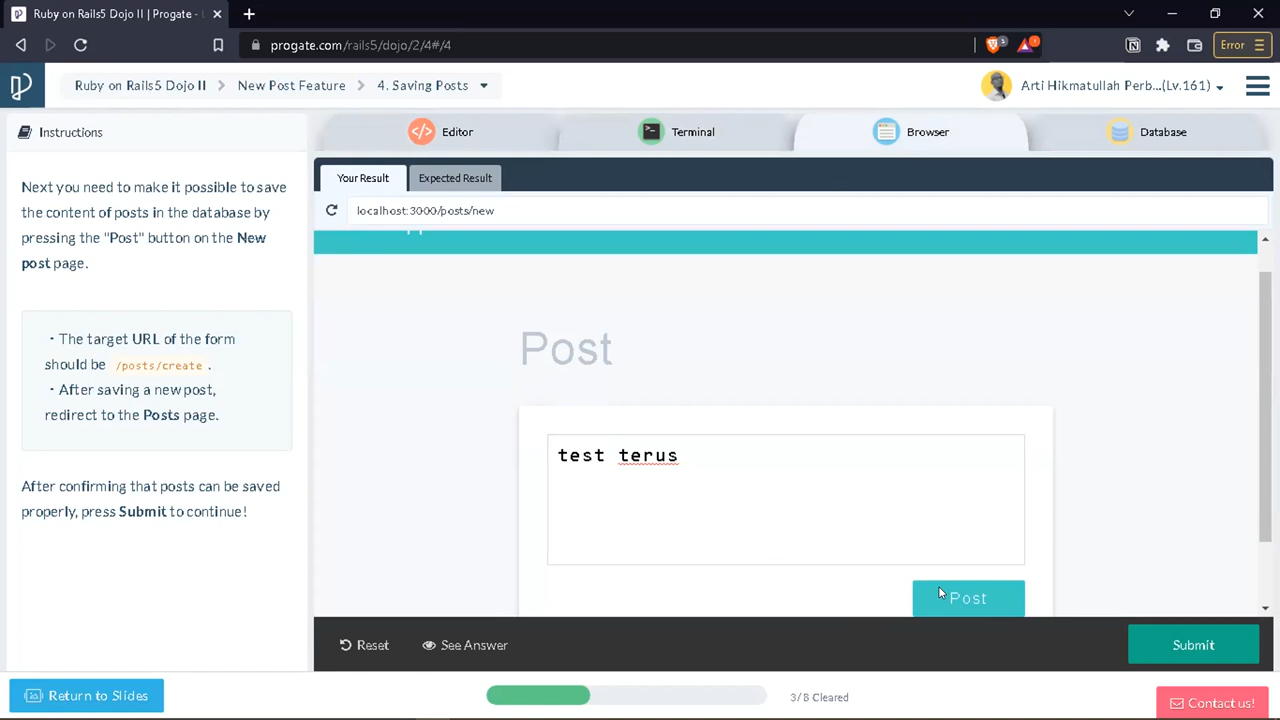 Ruby on Rails5 Dojo II | Progate - L
progate.com/rails5/dojo/2/4#/4
Error
Ruby on Rails5 Dojo II
New Post Feature
4. Saving Posts
Arti Hikmatullah Perb...(Lv.161)
Instructions
Editor
Terminal
Browser
Database
Next you need to make it possible to save
the content of posts in the database by
pressing the "Post" button on the New
post page.
・The target URL of the form
should be /posts/create .
・After saving a new post,
redirect to the Posts page.
After confirming that posts can be saved
properly, press Submit to continue!
Your Result
Expected Result
localhost:3000/posts/new
Post
test terus
Post
Reset
See Answer
Submit
Return to Slides
3/8 Cleared
Contact us!